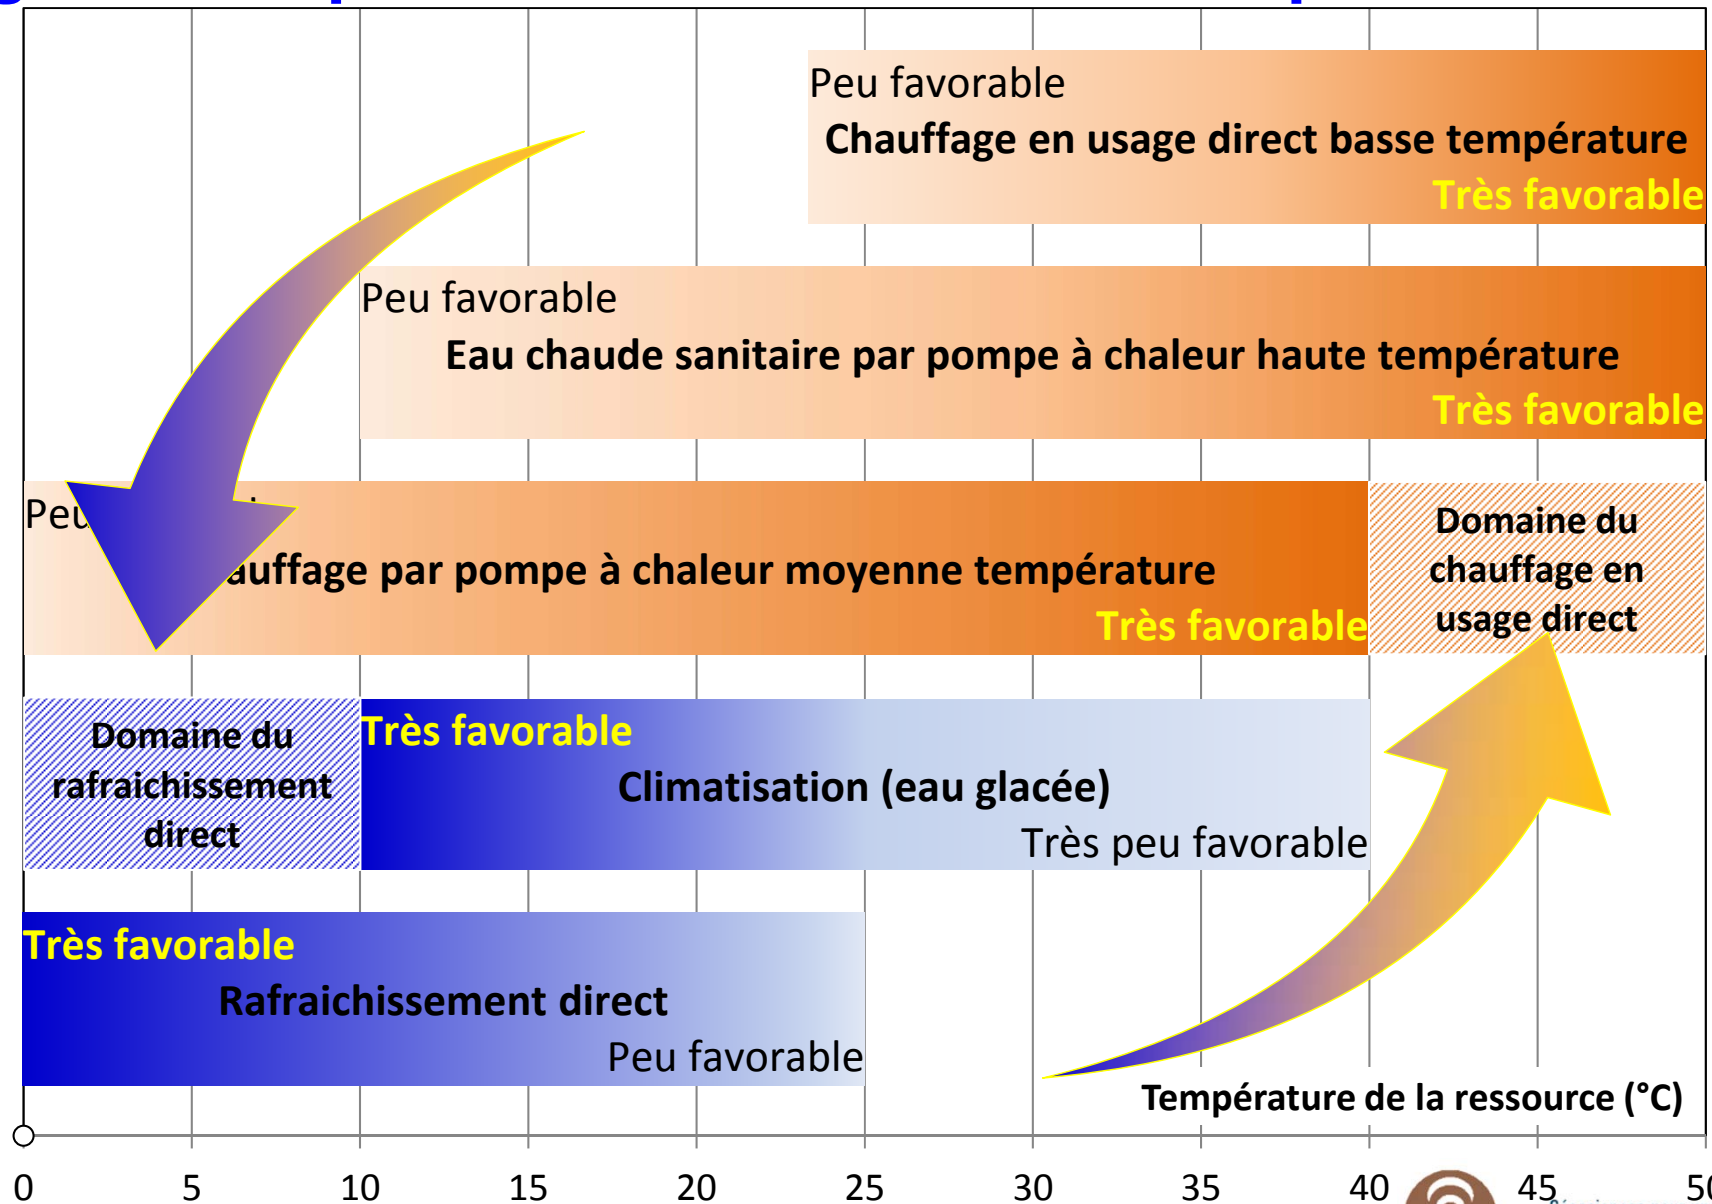 Peu favorable
Chauffage en usage direct basse température
Très favorable
Peu favorable
Eau chaude sanitaire par pompe à chaleur haute température
Très favorable
Peu
auffage par pompe à chaleur moyenne température
Très favorable
Domaine du
chauffage en
usage direct
Domaine du
rafraichissement
direct
Très favorable
Climatisation (eau glacée)
Très peu favorable
Très favorable
Rafraichissement direct
Peu favorable
Température de la ressource (°C)
0 5 10 15 20 25 30 35 40 45 50